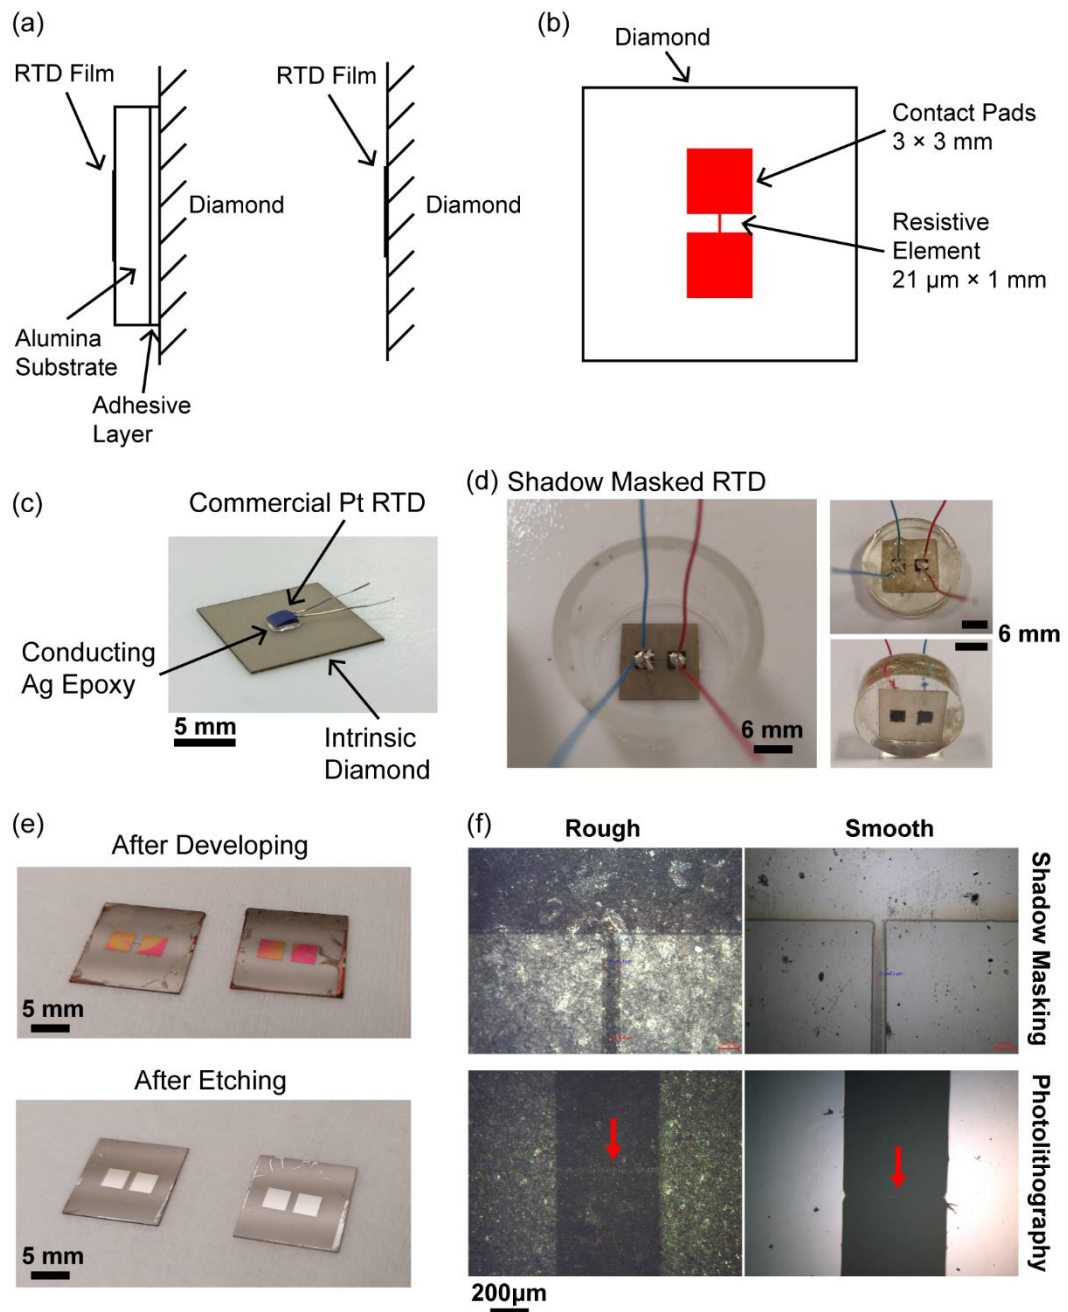 (a)
RTD Film
RTD Film
Diamond
Diamond
Alumina
Substrate
Adhesive
Layer
(b)
Diamond
Contact Pads
3 × 3 mm
Resistive
Element
21 µm × 1 mm
(c)
Commercial Pt RTD
Conducting
Ag Epoxy
5 mm
Intrinsic
Diamond
(d) Shadow Masked RTD
6 mm
6 mm
(e)
After Developing
5 mm
After Etching
5 mm
(f)
Rough
Smooth
Shadow Masking
Photolithography
200µm